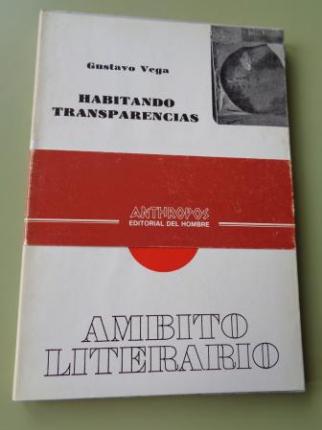 Gustavo Vega
HABITANDO
TRANSPARENCIAS
ANTHROPOS
EDITORIAL DEL HOMBRE
AMBITO
LITERARIO